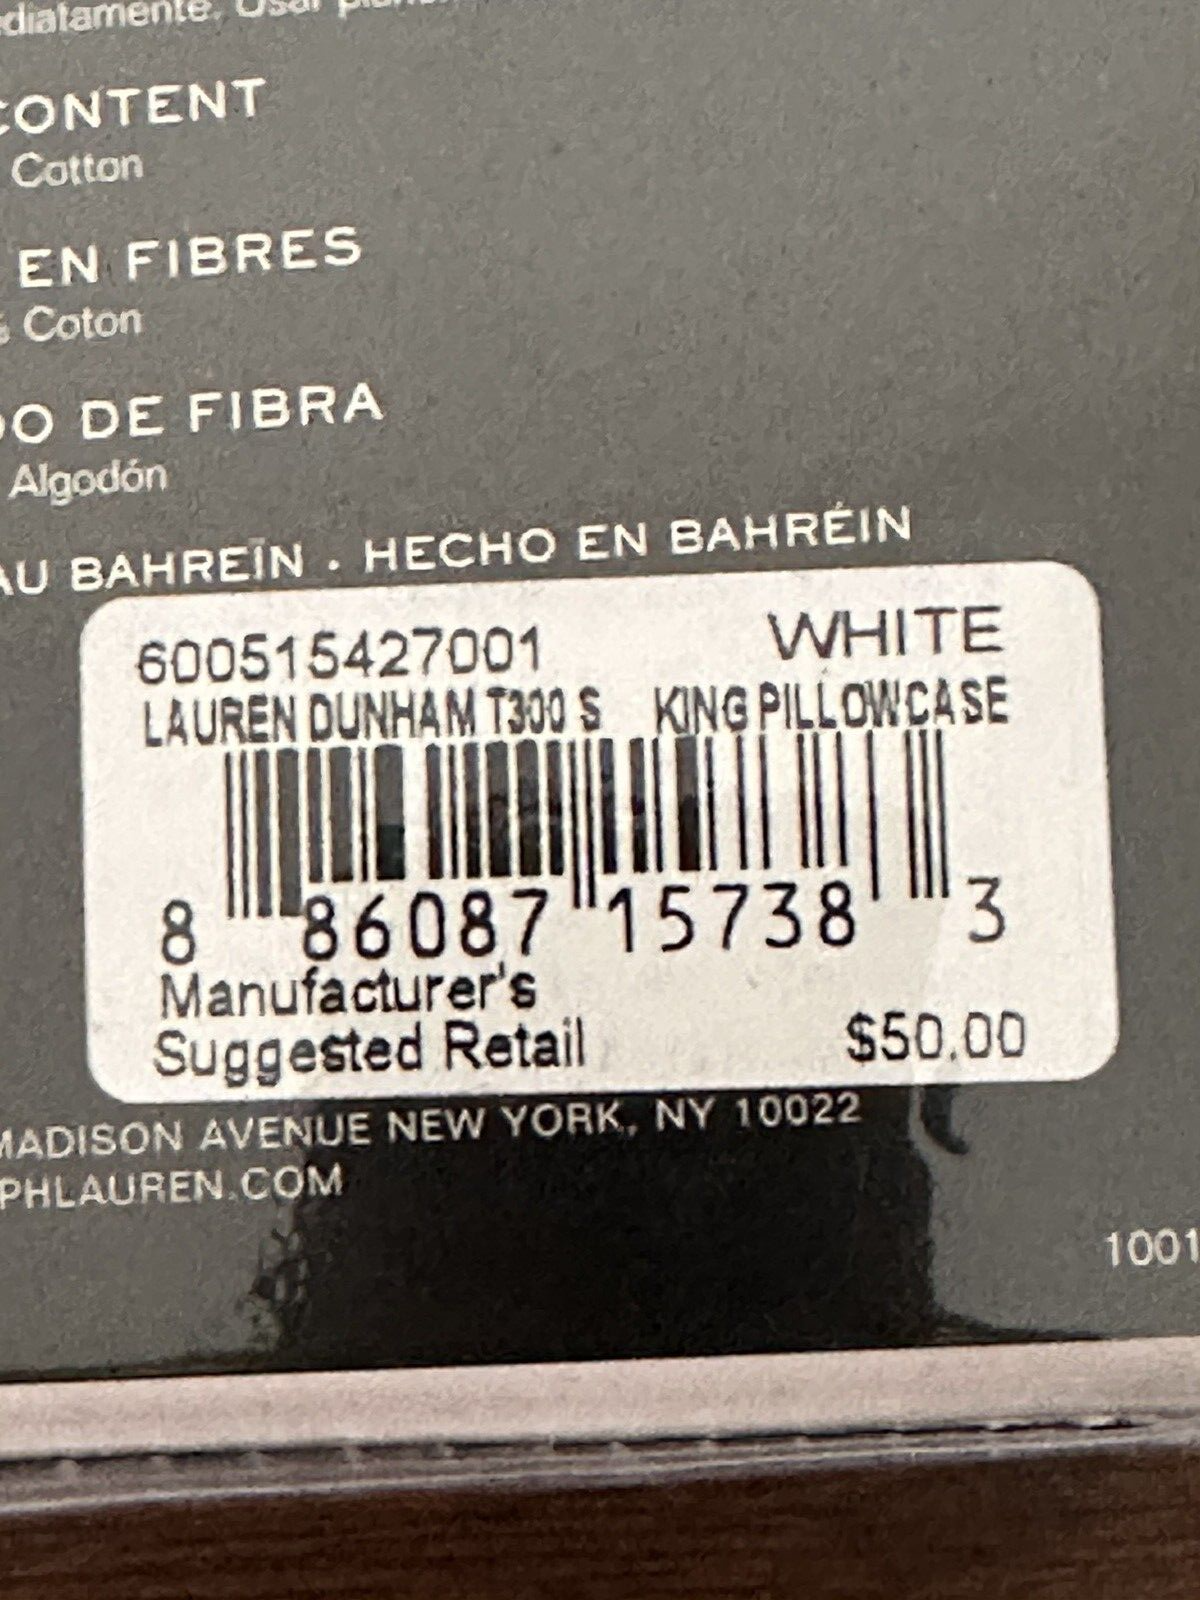 CONTENT
Cotton
EN FIBRES
% Coton
DO DE FIBRA
Algodón
AU BAHREÏN · HECHO EN BAHRÉIN
600515427001 WHITE
LAUREN DUNHAM T300 S KING PILLOWCASE
8 86087 15738 3
Manufacturer's
Suggested Retail $50.00
MADISON AVENUE NEW YORK, NY 10022
PHLAUREN.COM
1001